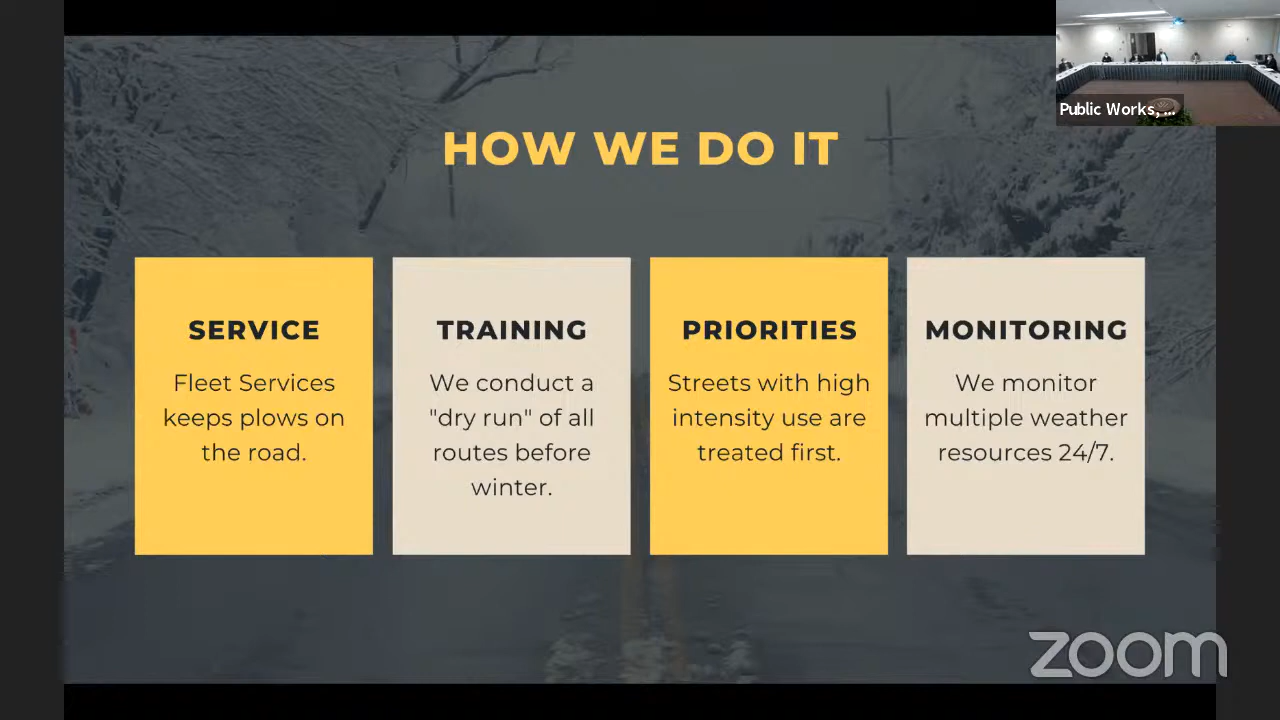 Public Works, ...
HOW WE DO IT
SERVICE
Fleet Services
keeps plows on
the road.
TRAINING
We conduct a
"dry run" of all
routes before
winter.
PRIORITIES
Streets with high
intensity use are
treated first.
MONITORING
We monitor
multiple weather
resources 24/7.
zoom